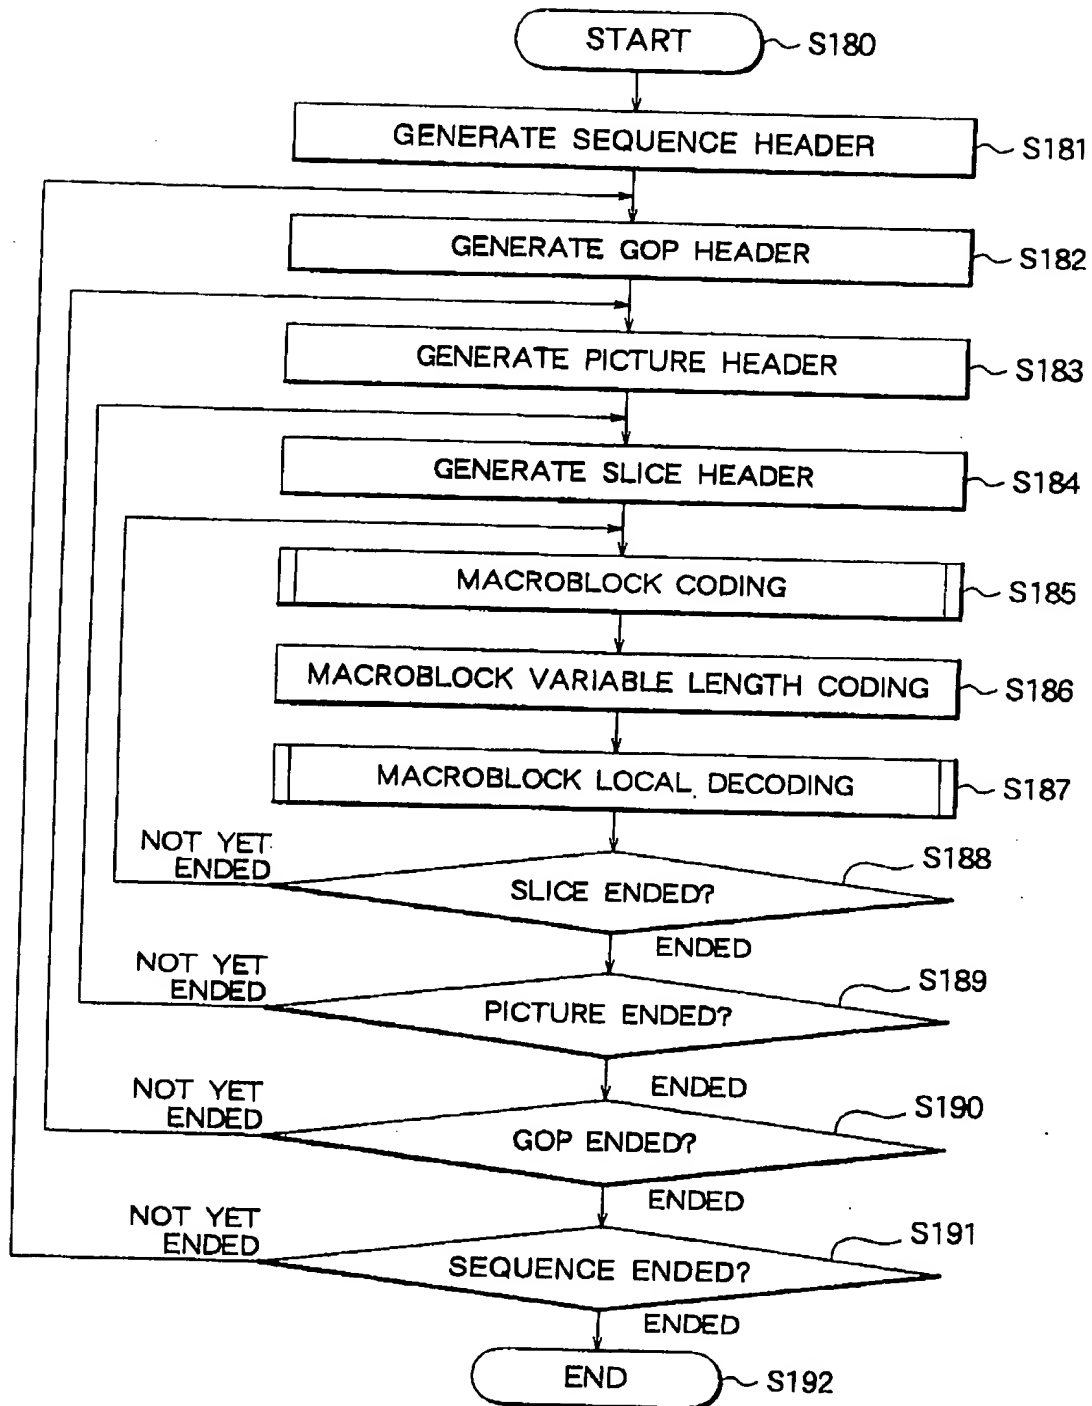 START
S180
GENERATE SEQUENCE HEADER
S181
GENERATE GOP HEADER
S182
GENERATE PICTURE HEADER
S183
GENERATE SLICE HEADER
S184
MACROBLOCK CODING
S185
MACROBLOCK VARIABLE LENGTH CODING
S186
MACROBLOCK LOCAL DECODING
S187
NOT YET
ENDED
SLICE ENDED?
S188
ENDED
NOT YET
ENDED
PICTURE ENDED?
S189
ENDED
NOT YET
ENDED
GOP ENDED?
S190
ENDED
NOT YET
ENDED
SEQUENCE ENDED?
S191
ENDED
END
S192